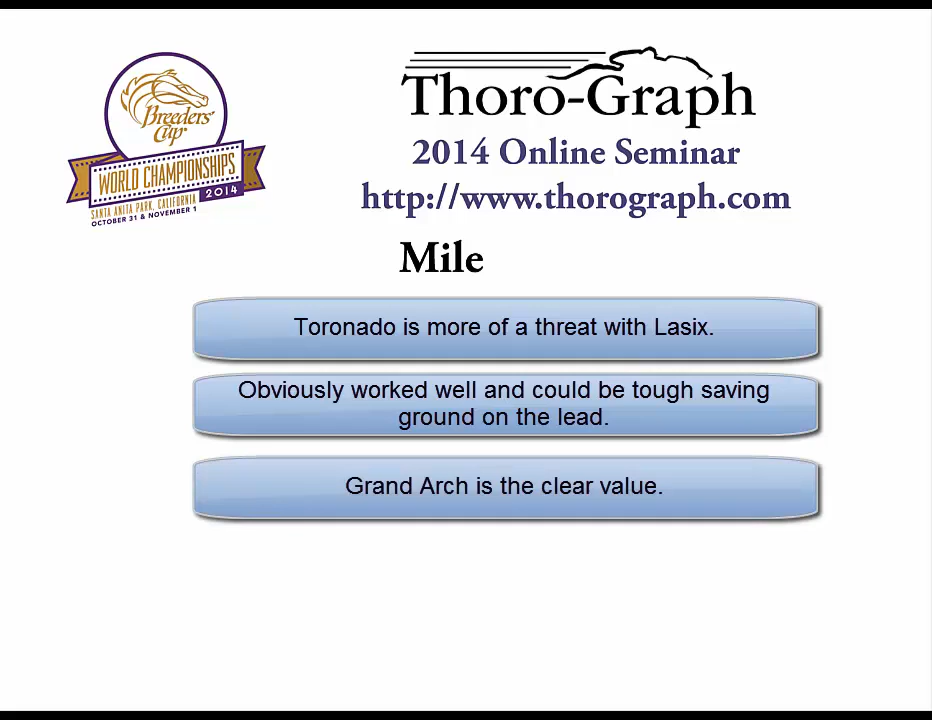 Breeders'
Cup
WORLD CHAMPIONSHIPS
SANTA ANITA PARK, CALIFORNIA 2014
OCTOBER 31 & NOVEMBER 1
Thoro-Graph
2014 Online Seminar
http://www.thorograph.com
Mile
Toronado is more of a threat with Lasix.
Obviously worked well and could be tough saving
ground on the lead.
Grand Arch is the clear value.